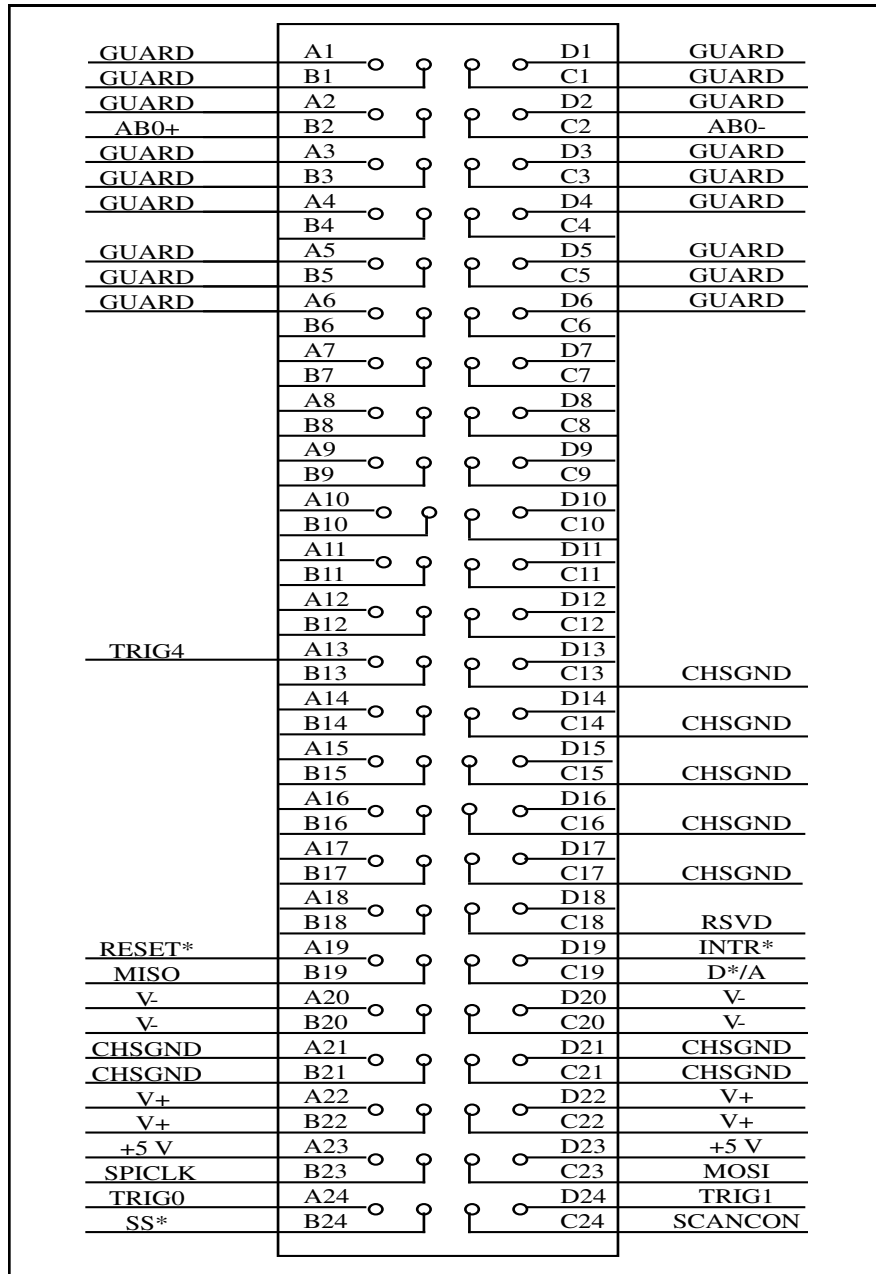 GUARD A1 D1 GUARD
GUARD B1 C1 GUARD
GUARD A2 D2 GUARD
AB0+ B2 C2 AB0-
GUARD A3 D3 GUARD
GUARD B3 C3 GUARD
GUARD A4 D4 GUARD
B4 C4
GUARD A5 D5 GUARD
GUARD B5 C5 GUARD
GUARD A6 D6 GUARD
B6 C6
A7 D7
B7 C7
A8 D8
B8 C8
A9 D9
B9 C9
A10 D10
B10 C10
A11 D11
B11 C11
A12 D12
B12 C12
TRIG4 A13 D13
B13 C13 CHSGND
A14 D14
B14 C14 CHSGND
A15 D15
B15 C15 CHSGND
A16 D16
B16 C16 CHSGND
A17 D17
B17 C17 CHSGND
A18 D18
B18 C18 RSVD
RESET* A19 D19 INTR*
MISO B19 C19 D*/A
V- A20 D20 V-
V- B20 C20 V-
CHSGND A21 D21 CHSGND
CHSGND B21 C21 CHSGND
V+ A22 D22 V+
V+ B22 C22 V+
+5 V A23 D23 +5 V
SPICLK B23 C23 MOSI
TRIG0 A24 D24 TRIG1
SS* B24 C24 SCANCON